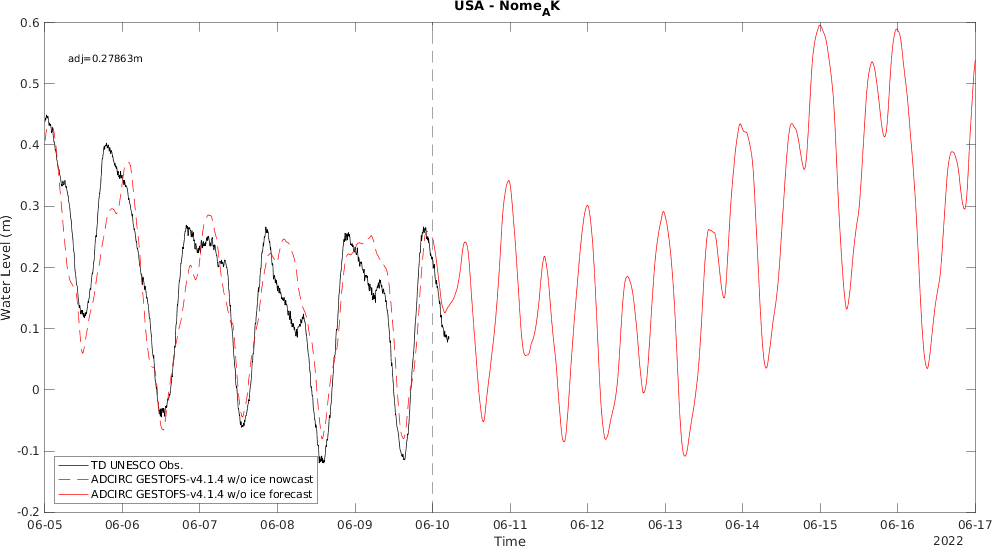 USA - Nome_AK
adj=0.27863m
Water Level (m)
0.6
0.5
0.4
0.3
0.2
0.1
0
-0.1
-0.2
TD UNESCO Obs.
ADCIRC GESTOFS-v4.1.4 w/o ice nowcast
ADCIRC GESTOFS-v4.1.4 w/o ice forecast
06-05 06-06 06-07 06-08 06-09 06-10 06-11 06-12 06-13 06-14 06-15 06-16 06-17
Time
2022